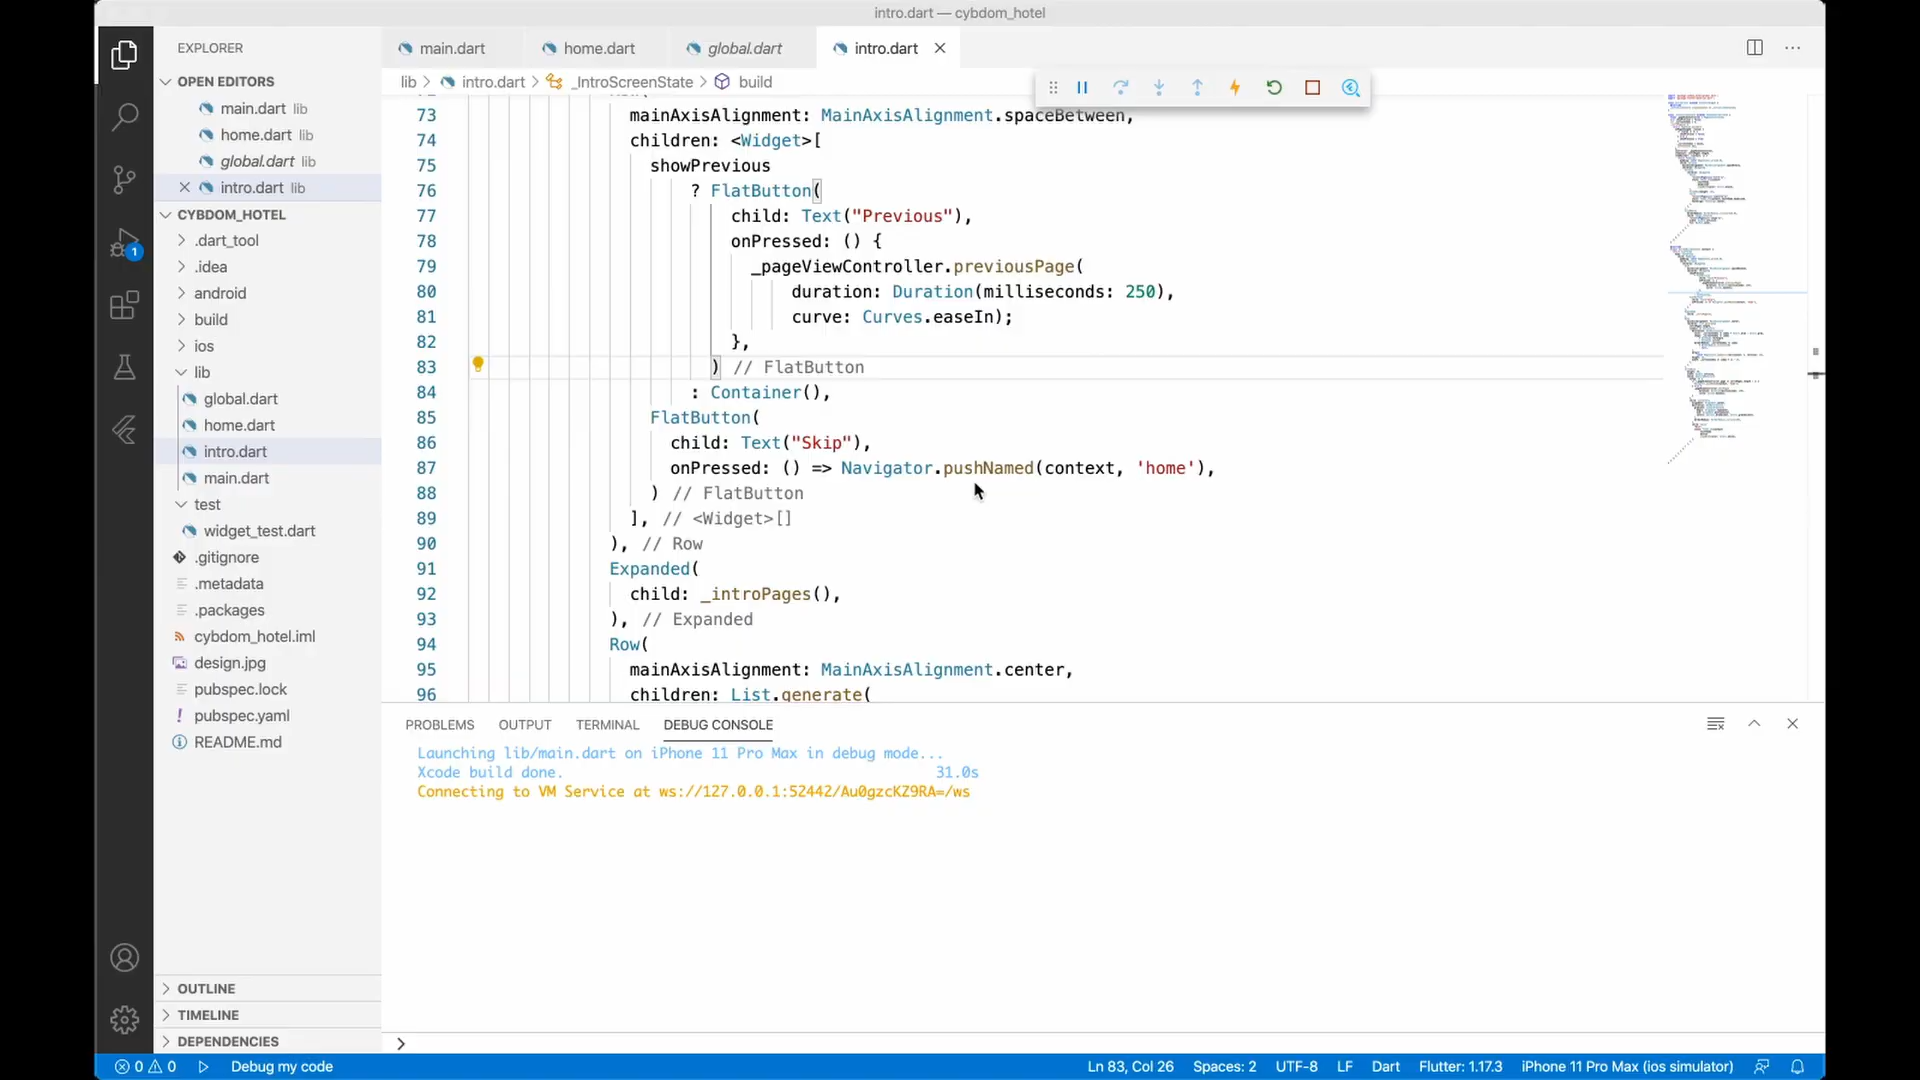 intro.dart — cybdom_hotel
EXPLORER
OPEN EDITORS
main.dart lib
home.dart lib
global.dart lib
intro.dart lib
CYBDOM_HOTEL
.dart_tool
.idea
android
build
ios
lib
global.dart
home.dart
intro.dart
main.dart
test
widget_test.dart
.gitignore
.metadata
.packages
cybdom_hotel.iml
design.jpg
pubspec.lock
pubspec.yaml
README.md
OUTLINE
TIMELINE
DEPENDENCIES
1
main.dart home.dart global.dart intro.dart
lib > intro.dart > _IntroScreenState > build
73 mainAxisAlignment: MainAxisAlignment.spaceBetween,
74 children: <Widget>[
75 showPrevious
76 ? FlatButton(
77 child: Text("Previous"),
78 onPressed: () {
79 _pageViewController.previousPage(
80 duration: Duration(milliseconds: 250),
81 curve: Curves.easeIn);
82 },
83 ) // FlatButton
84 : Container(),
85 FlatButton(
86 child: Text("Skip"),
87 onPressed: () => Navigator.pushNamed(context, 'home'),
88 ) // FlatButton
89 ], // <Widget>[]
90 ), // Row
91 Expanded(
92 child: _introPages(),
93 ), // Expanded
94 Row(
95 mainAxisAlignment: MainAxisAlignment.center,
96 children: List.generate(
PROBLEMS OUTPUT TERMINAL DEBUG CONSOLE
Launching lib/main.dart on iPhone 11 Pro Max in debug mode...
Xcode build done. 31.0s
Connecting to VM Service at ws://127.0.0.1:52442/Au0gzcKZ9RA=/ws
0 0 Debug my code Ln 83, Col 26 Spaces: 2 UTF-8 LF Dart Flutter: 1.17.3 iPhone 11 Pro Max (ios simulator)